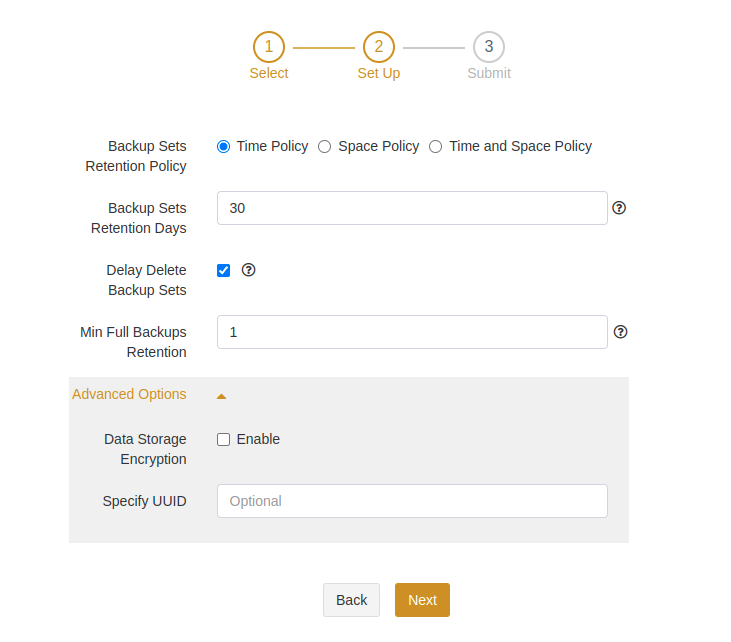 1 2 3
Select Set Up Submit
Backup Sets Time Policy Space Policy Time and Space Policy
Retention Policy
Backup Sets 30 ?
Retention Days
Delay Delete ?
Backup Sets
Min Full Backups 1 ?
Retention
Advanced Options
Data Storage Enable
Encryption
Specify UUID Optional
Back Next